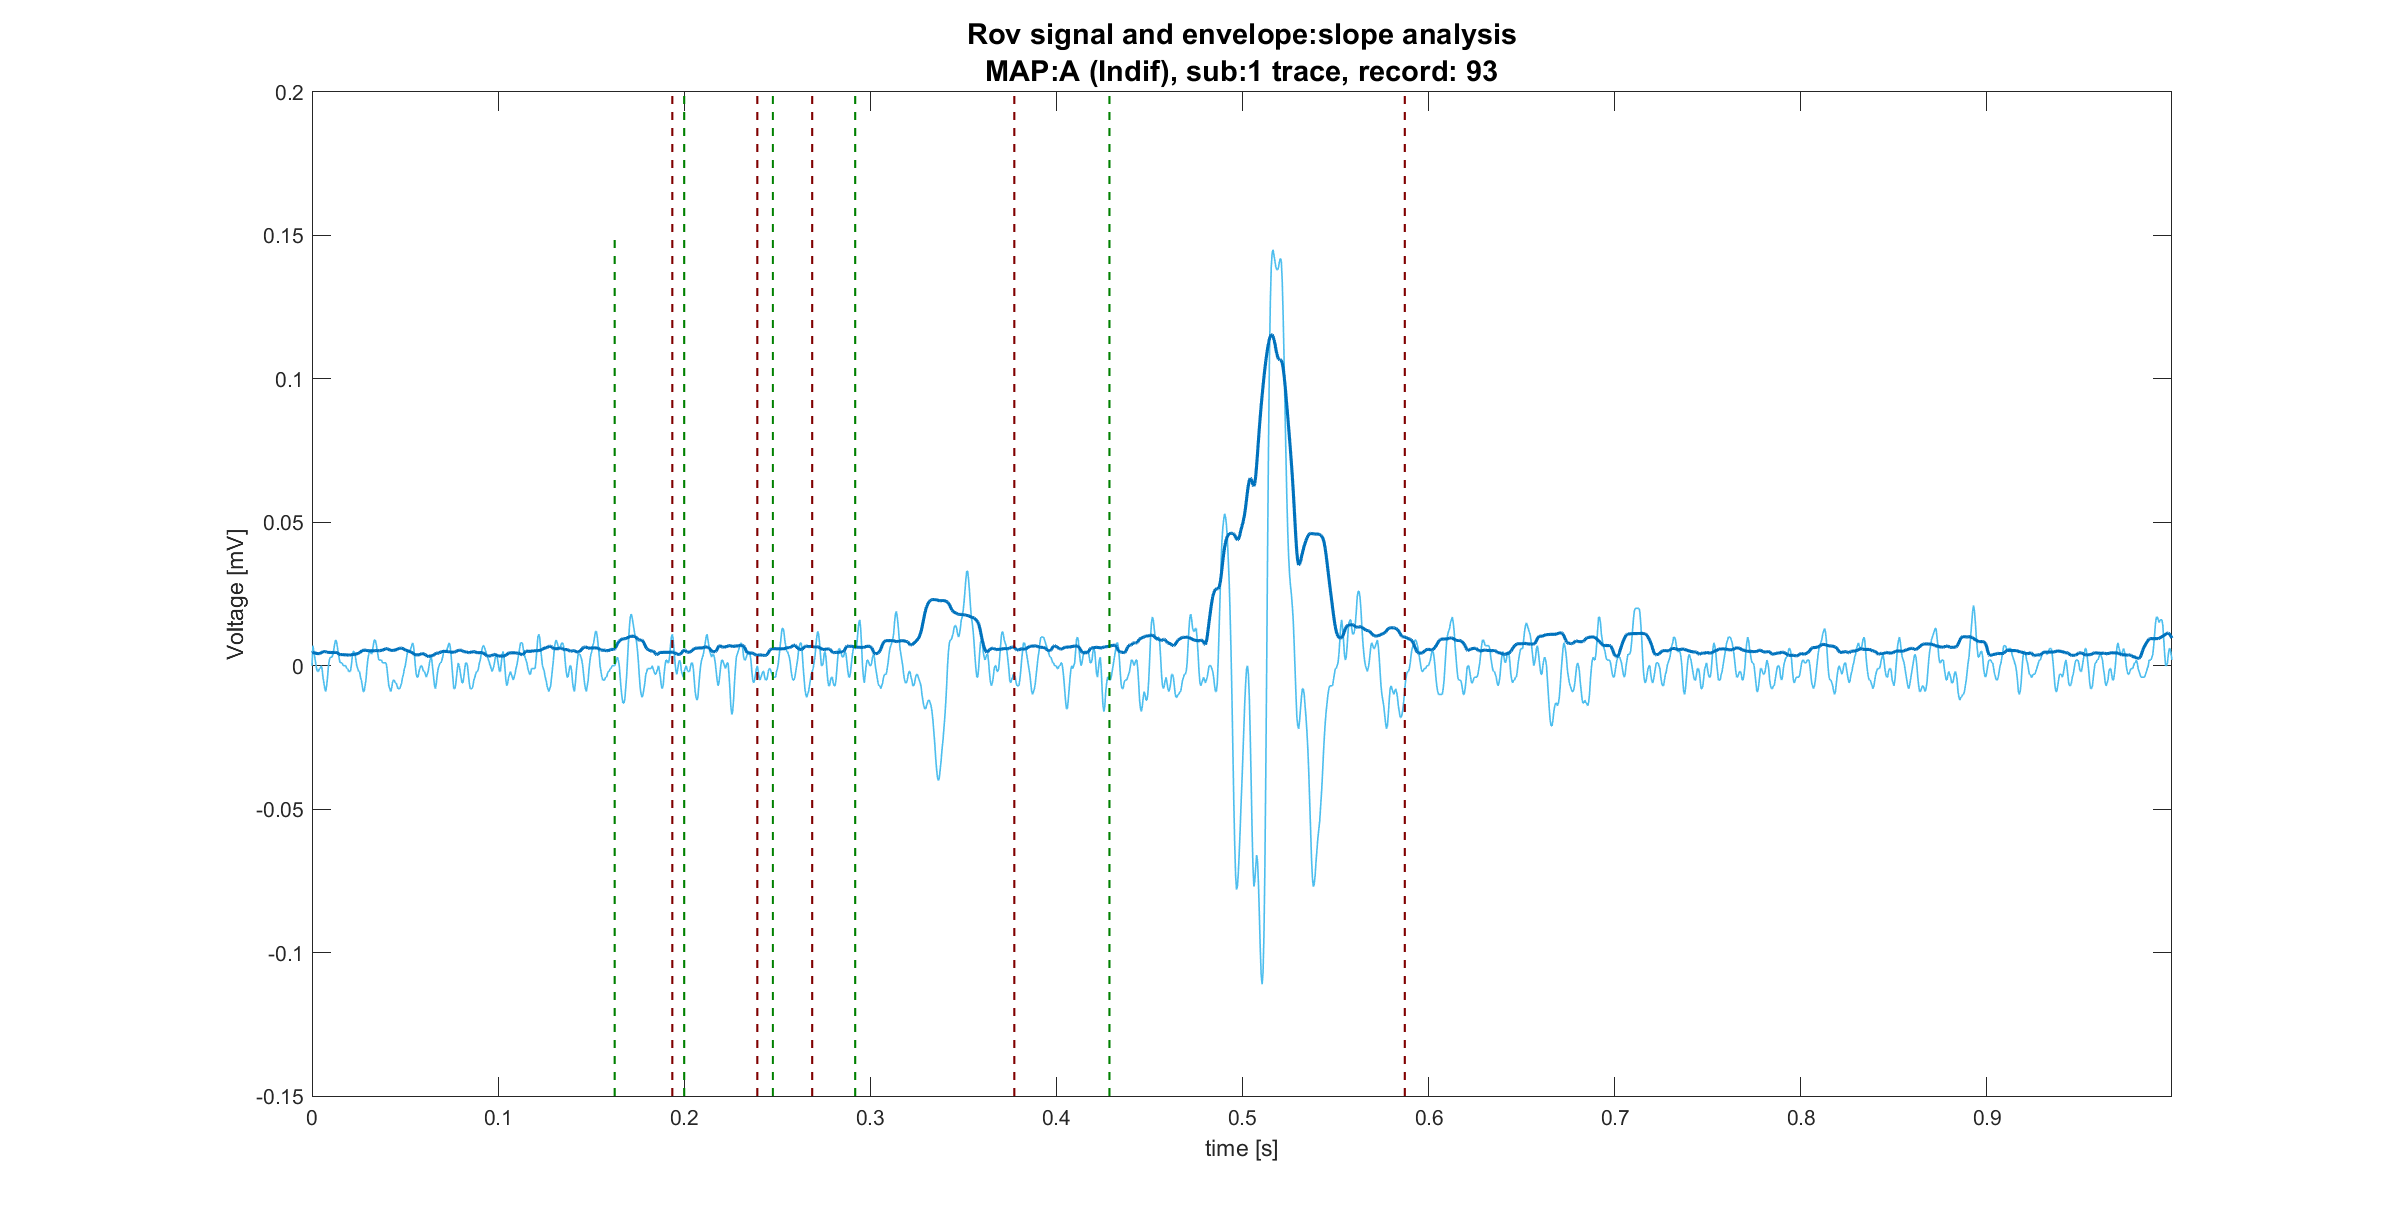 Rov signal and envelope:slope analysis
MAP:A (Indif), sub:1 trace, record: 93
0.2
0.15
0.1
0.05
0
-0.05
-0.1
-0.15
Voltage [mV]
0 0.1 0.2 0.3 0.4 0.5 0.6 0.7 0.8 0.9
time [s]